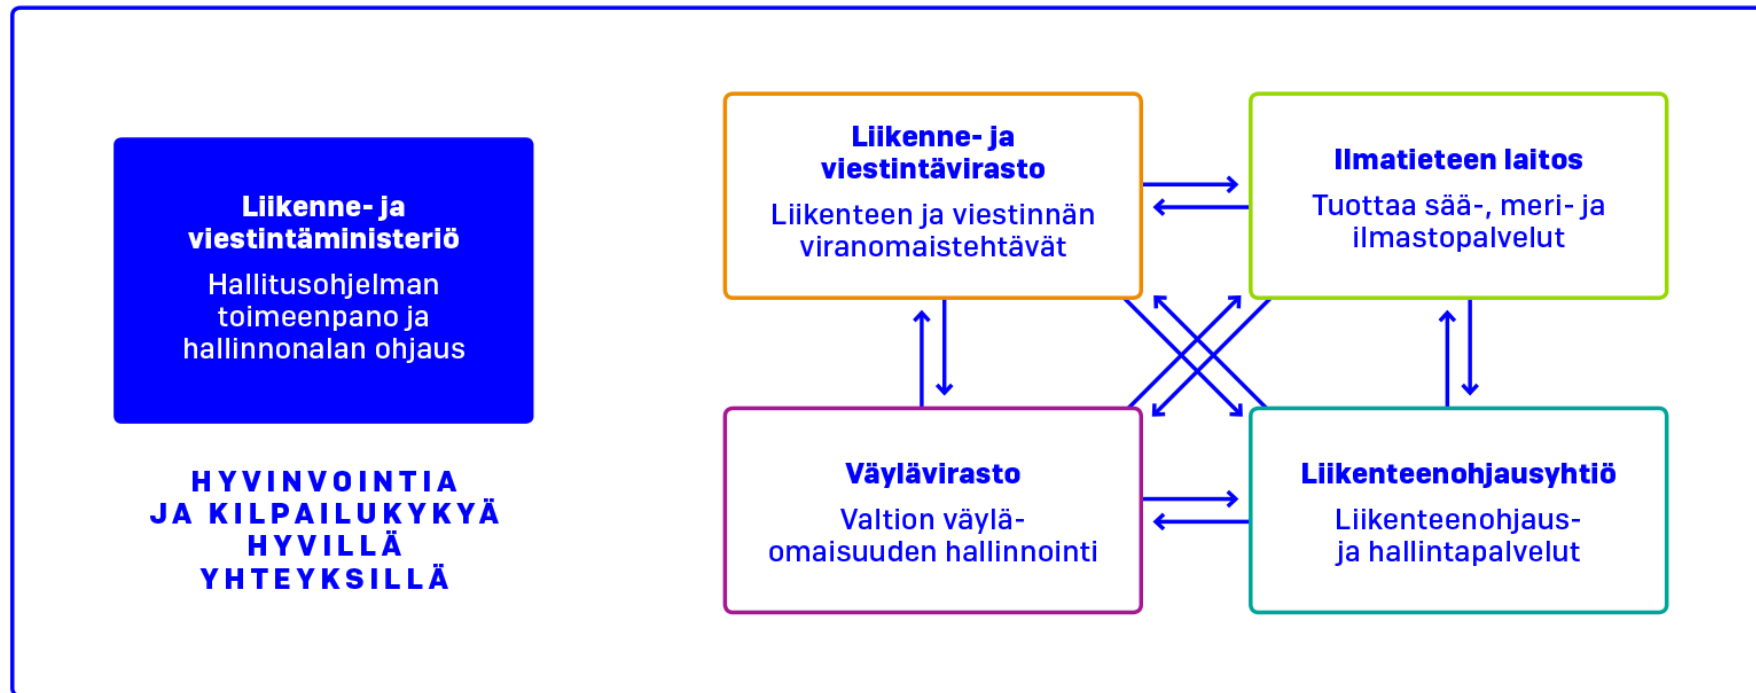 Liikenne- ja
viestintäministeriö
Hallitusohjelman
toimeenpano ja
hallinnonalan ohjaus
HYVINVOINTIA
JA KILPAILUKYKYÄ
HYVILLÄ
YHTEYKSILLÄ
Liikenne- ja
viestintävirasto
Liikenteen ja viestinnän
viranomaistehtävät
Ilmatieteen laitos
Tuottaa sää-, meri- ja
ilmastopalvelut
Väylävirasto
Valtion väylä-
omaisuuden hallinnointi
Liikenteenohjausyhtiö
Liikenteenohjaus-
ja hallintapalvelut